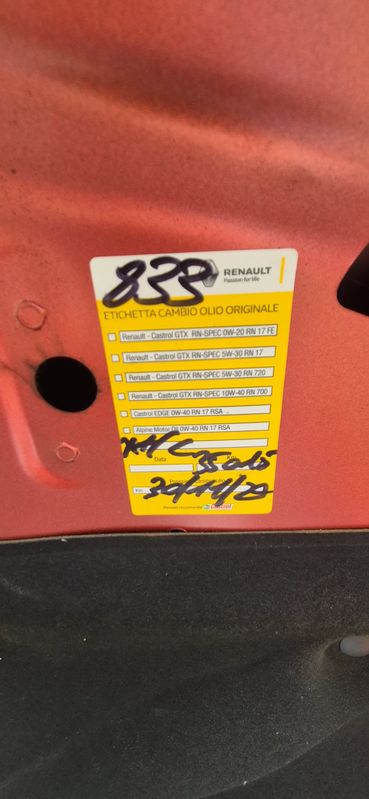 833
RENAULT
Passion for life
ETICHETTA CAMBIO OLIO ORIGINALE
Renault - Castrol GTX RN-SPEC 0W-20 RN 17 FE
Renault - Castrol GTX RN-SPEC 5W-30 RN 17
Renault - Castrol GTX RN-SPEC 5W-30 RN 720
Renault - Castrol GTX RN-SPEC 10W-40 RN 700
Castrol EDGE 0W-40 RN 17 RSA
Alpine Motor Oil 0W-40 RN 17 RSA
Data
Km
Renault recommends Castrol